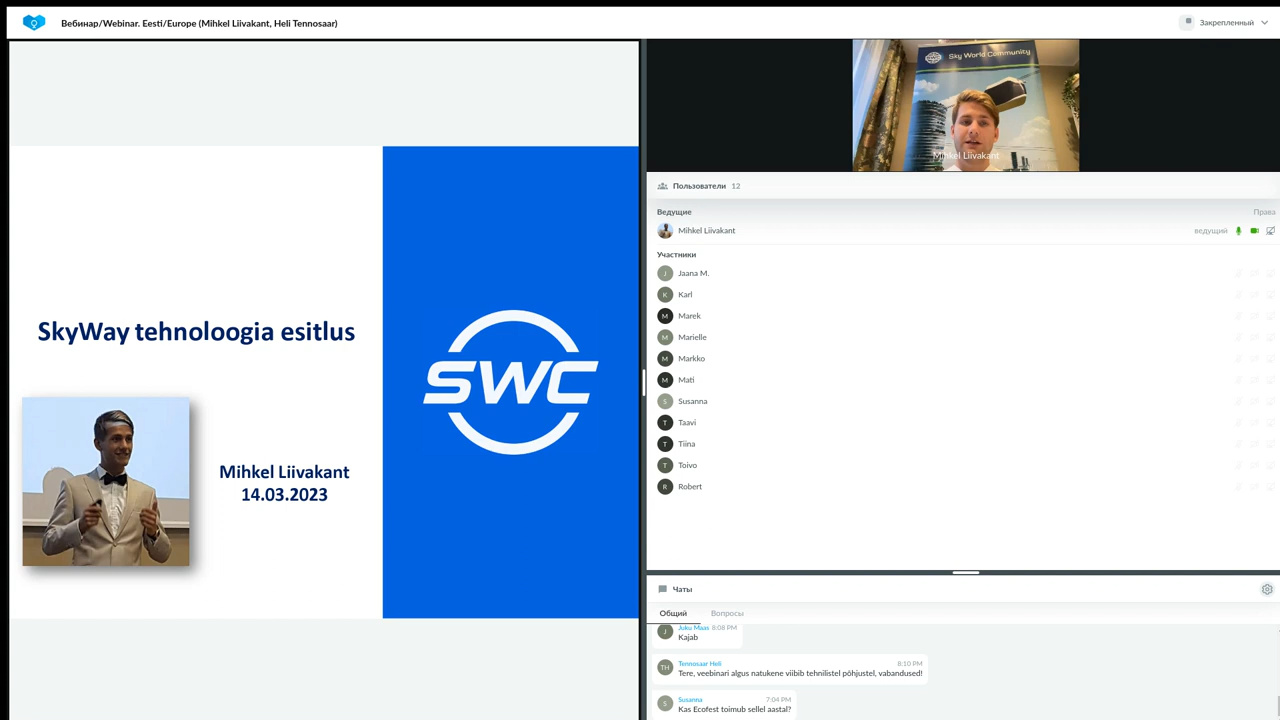 Вебинар/Webinar. Eesti/Europe (Mihkel Liivakant, Heli Tennosaar)
Закрепленный
SkyWay tehnoloogia esitlus
Mihkel Liivakant
14.03.2023
SWC
Sky World Community
Mihkel Liivakant
Пользователи 12
Ведущие
Права
Mihkel Liivakant
ведущий
Участники
J Jaana M.
K Karl
M Marek
M Marielle
M Markko
M Mati
S Susanna
T Taavi
T Tiina
T Toivo
R Robert
Чаты
Общий
Вопросы
J Juku Maas 8:08 PM
Kajab
TH Tennosaar Heli 8:10 PM
Tere, veebinari algus natukene viibib tehnilistel põhjustel, vabandused!
S Susanna 7:04 PM
Kas Ecofest toimub sellel aastal?